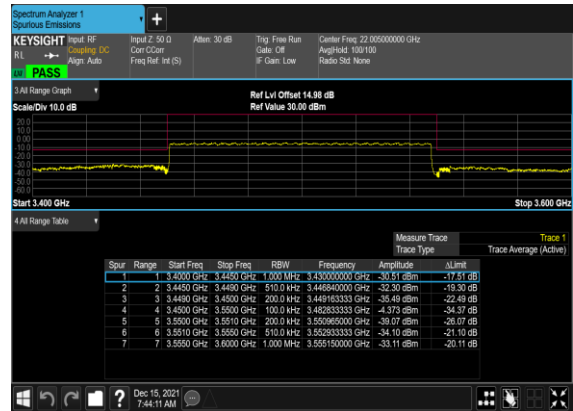 Spectrum Analyzer 1
Spurious Emissions
KEYSIGHT Input: RF Input Z: 50 Ω Atten: 30 dB Trig: Free Run Center Freq: 22.005000000 GHz
RL Coupling: DC Corr CCorr Gate: Off Avg|Hold: 100/100
Align: Auto Freq Ref: Int (S) IF Gain: Low Radio Std: None
PASS
3 All Range Graph
Ref Lvl Offset 14.98 dB
Scale/Div 10.0 dB Ref Value 30.00 dBm
20.0
10.0
0.00
-10.0
-20.0
-30.0
-40.0
-50.0
-60.0
Start 3.400 GHz Stop 3.600 GHz
4 All Range Table
Measure Trace Trace 1
Trace Type Trace Average (Active)
Spur Range Start Freq Stop Freq RBW Frequency Amplitude ΔLimit
1 1 3.4000 GHz 3.4450 GHz 1.000 MHz 3.430000000 GHz -30.51 dBm -17.51 dB
2 2 3.4450 GHz 3.4490 GHz 510.0 kHz 3.446840000 GHz -32.30 dBm -19.30 dB
3 3 3.4490 GHz 3.4500 GHz 200.0 kHz 3.449163333 GHz -35.49 dBm -22.49 dB
4 4 3.4500 GHz 3.5500 GHz 100.0 kHz 3.482833333 GHz -4.373 dBm -34.37 dB
5 5 3.5500 GHz 3.5510 GHz 200.0 kHz 3.550965000 GHz -39.07 dBm -26.07 dB
6 6 3.5510 GHz 3.5550 GHz 510.0 kHz 3.552933333 GHz -34.10 dBm -21.10 dB
7 7 3.5550 GHz 3.6000 GHz 1.000 MHz 3.555150000 GHz -33.11 dBm -20.11 dB
Dec 15, 2021
7:44:11 AM